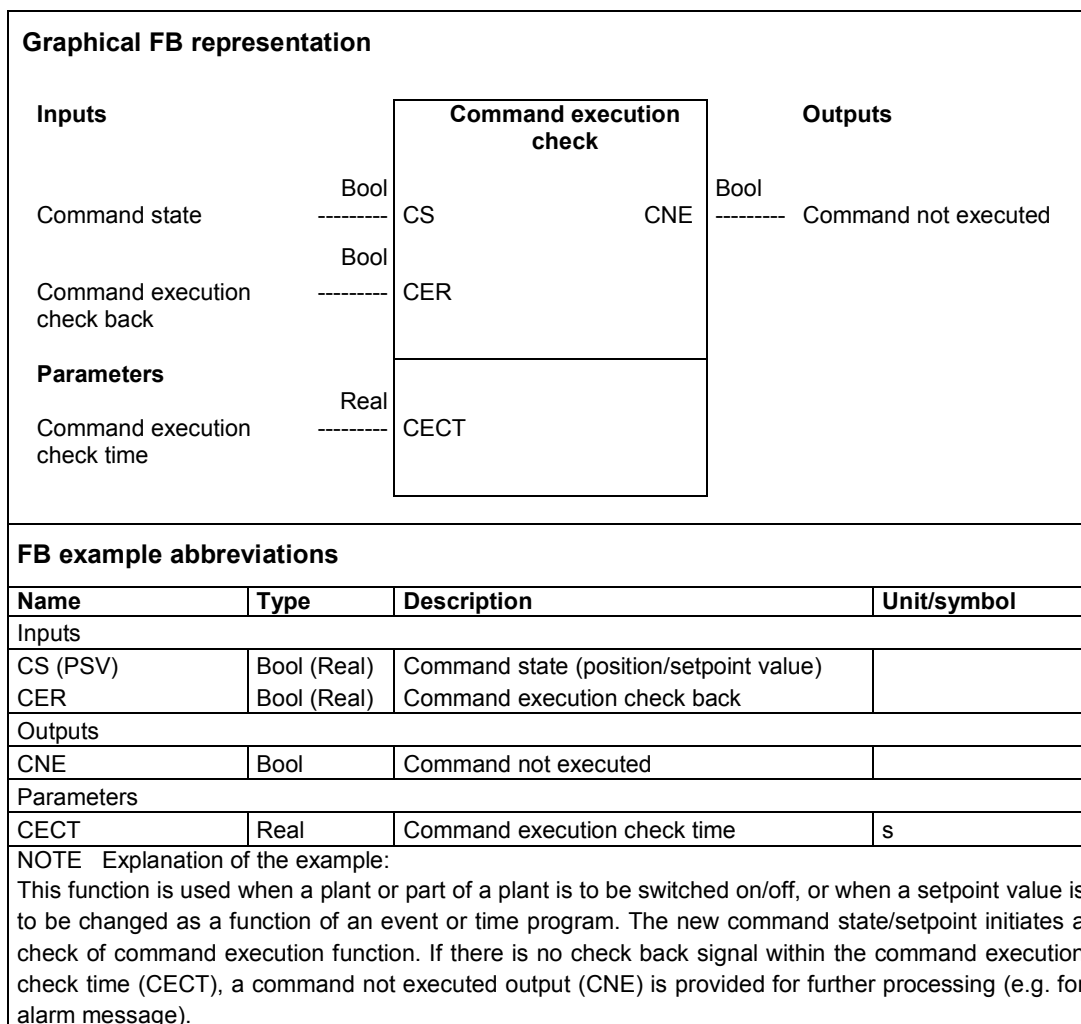 Graphical FB representation
Inputs
Command execution check
Outputs
Bool
Bool
Command state --------- CS CNE --------- Command not executed
Bool
Command execution --------- CER
check back
Parameters
Real
Command execution --------- CECT
check time
FB example abbreviations
Name Type Description Unit/symbol
Inputs
CS (PSV) Bool (Real) Command state (position/setpoint value)
CER Bool (Real) Command execution check back
Outputs
CNE Bool Command not executed
Parameters
CECT Real Command execution check time s
NOTE Explanation of the example:
This function is used when a plant or part of a plant is to be switched on/off, or when a setpoint value is
to be changed as a function of an event or time program. The new command state/setpoint initiates a
check of command execution function. If there is no check back signal within the command execution
check time (CECT), a command not executed output (CNE) is provided for further processing (e.g. for
alarm message).